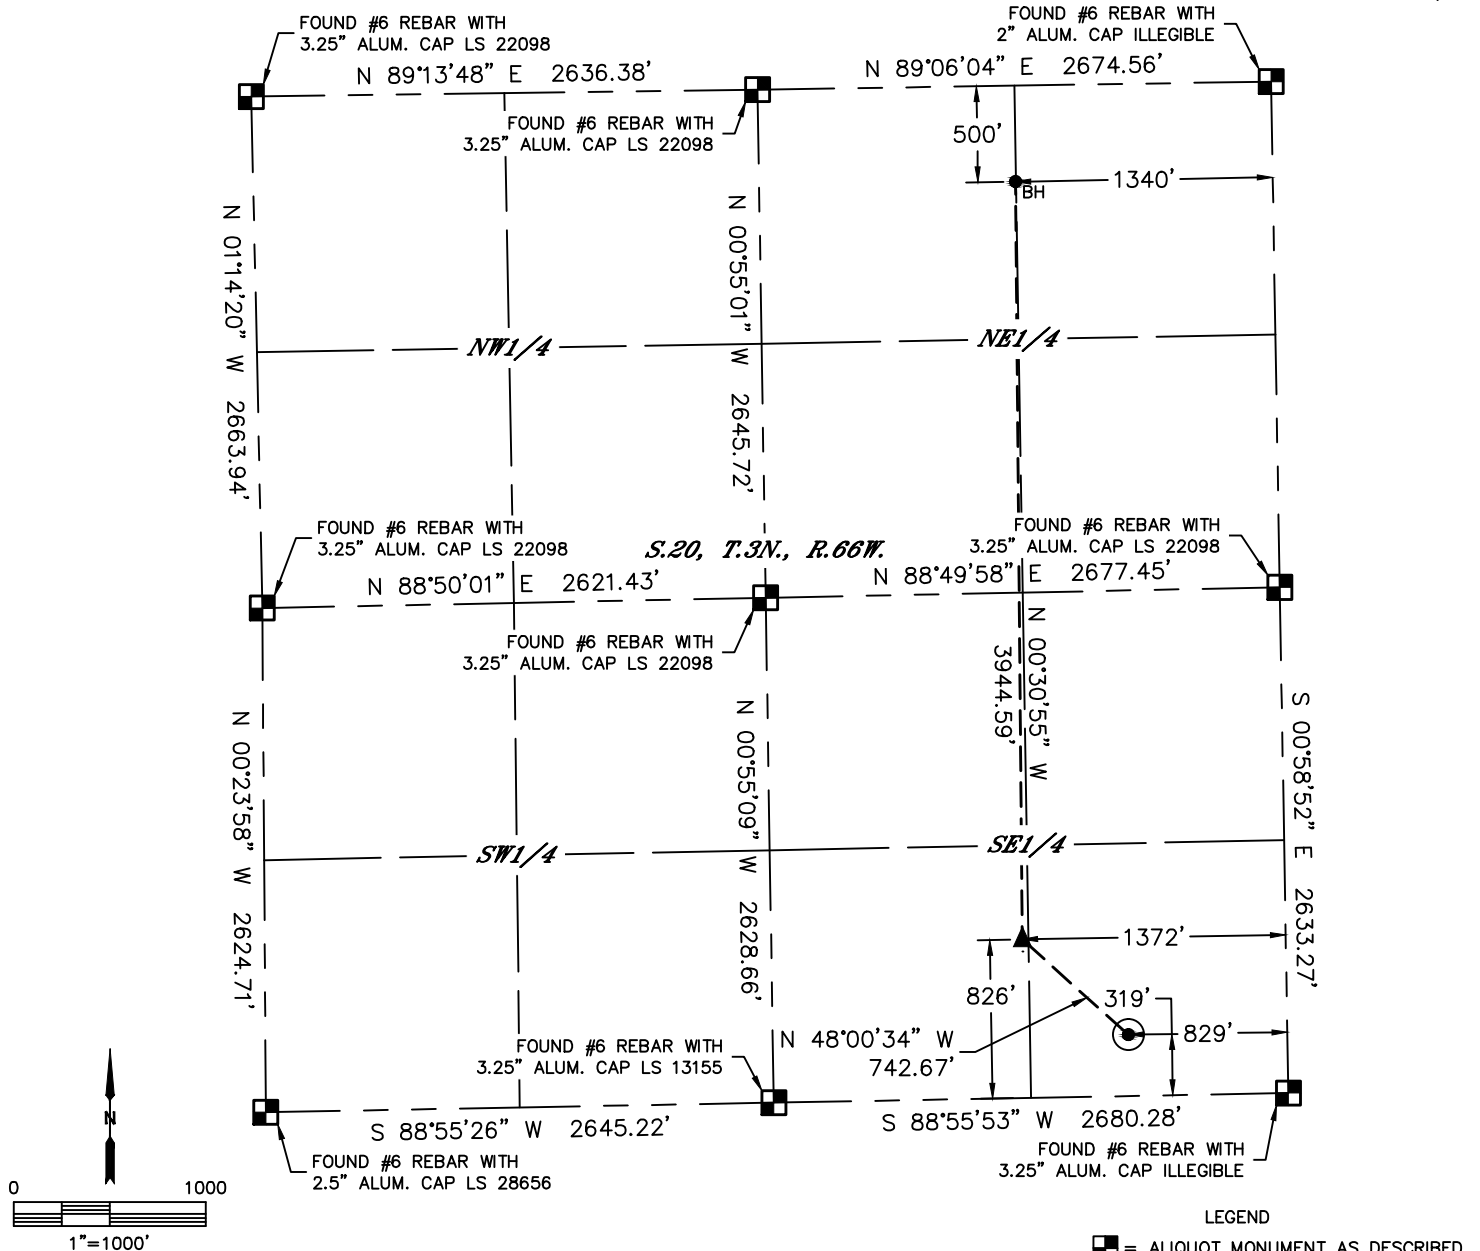 FOUND #6 REBAR WITH
3.25" ALUM. CAP LS 22098
FOUND #6 REBAR WITH
2" ALUM. CAP ILLEGIBLE
N 89°13'48" E 2636.38'
N 89°06'04" E 2674.56'
FOUND #6 REBAR WITH
3.25" ALUM. CAP LS 22098
500'
1340'
BH
N 01°14'20" W 2663.94'
N 00°55'01" W 2645.72'
NW1/4
NE1/4
FOUND #6 REBAR WITH
3.25" ALUM. CAP LS 22098
S.20, T.3N., R.66W.
FOUND #6 REBAR WITH
3.25" ALUM. CAP LS 22098
N 88°50'01" E 2621.43'
N 88°49'58" E 2677.45'
FOUND #6 REBAR WITH
3.25" ALUM. CAP LS 22098
N 00°30'55" W
3944.59'
N 00°23'58" W 2624.71'
N 00°55'09" W 2628.66'
S 00°58'52" E 2633.27'
SW1/4
SE1/4
1372'
826'
319'
829'
N 48°00'34" W
742.67'
FOUND #6 REBAR WITH
3.25" ALUM. CAP LS 13155
S 88°55'26" W 2645.22'
S 88°55'53" W 2680.28'
FOUND #6 REBAR WITH
2.5" ALUM. CAP LS 28656
FOUND #6 REBAR WITH
3.25" ALUM. CAP ILLEGIBLE
N
0 1000
1"=1000'
LEGEND
= ALIQUOT MONUMENT AS DESCRIBED